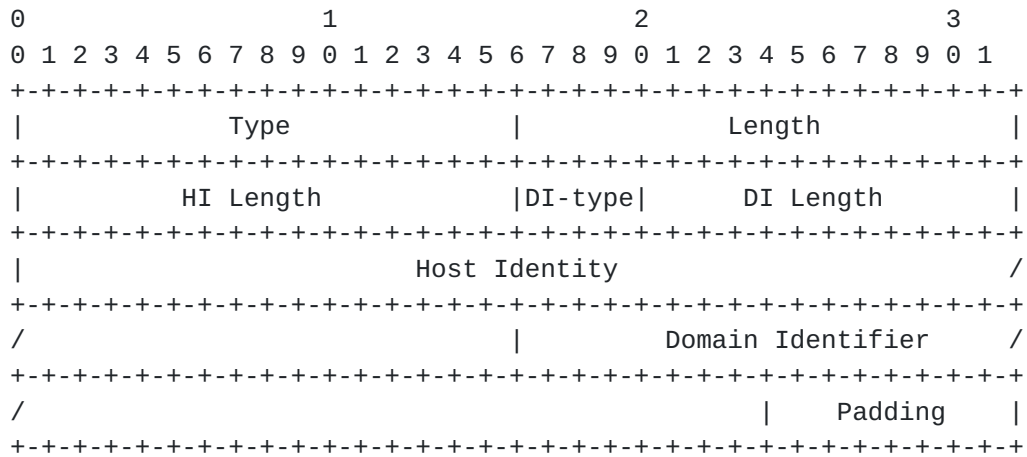 0                   1                   2                   3
0 1 2 3 4 5 6 7 8 9 0 1 2 3 4 5 6 7 8 9 0 1 2 3 4 5 6 7 8 9 0 1
+-+-+-+-+-+-+-+-+-+-+-+-+-+-+-+-+-+-+-+-+-+-+-+-+-+-+-+-+-+-+-+-+
|             Type              |             Length            |
+-+-+-+-+-+-+-+-+-+-+-+-+-+-+-+-+-+-+-+-+-+-+-+-+-+-+-+-+-+-+-+-+
|          HI Length            |DI-type|      DI Length        |
+-+-+-+-+-+-+-+-+-+-+-+-+-+-+-+-+-+-+-+-+-+-+-+-+-+-+-+-+-+-+-+-+
|                         Host Identity                         /
+-+-+-+-+-+-+-+-+-+-+-+-+-+-+-+-+-+-+-+-+-+-+-+-+-+-+-+-+-+-+-+-+
/                               |         Domain Identifier     /
+-+-+-+-+-+-+-+-+-+-+-+-+-+-+-+-+-+-+-+-+-+-+-+-+-+-+-+-+-+-+-+-+
/                                               |    Padding    |
+-+-+-+-+-+-+-+-+-+-+-+-+-+-+-+-+-+-+-+-+-+-+-+-+-+-+-+-+-+-+-+-+